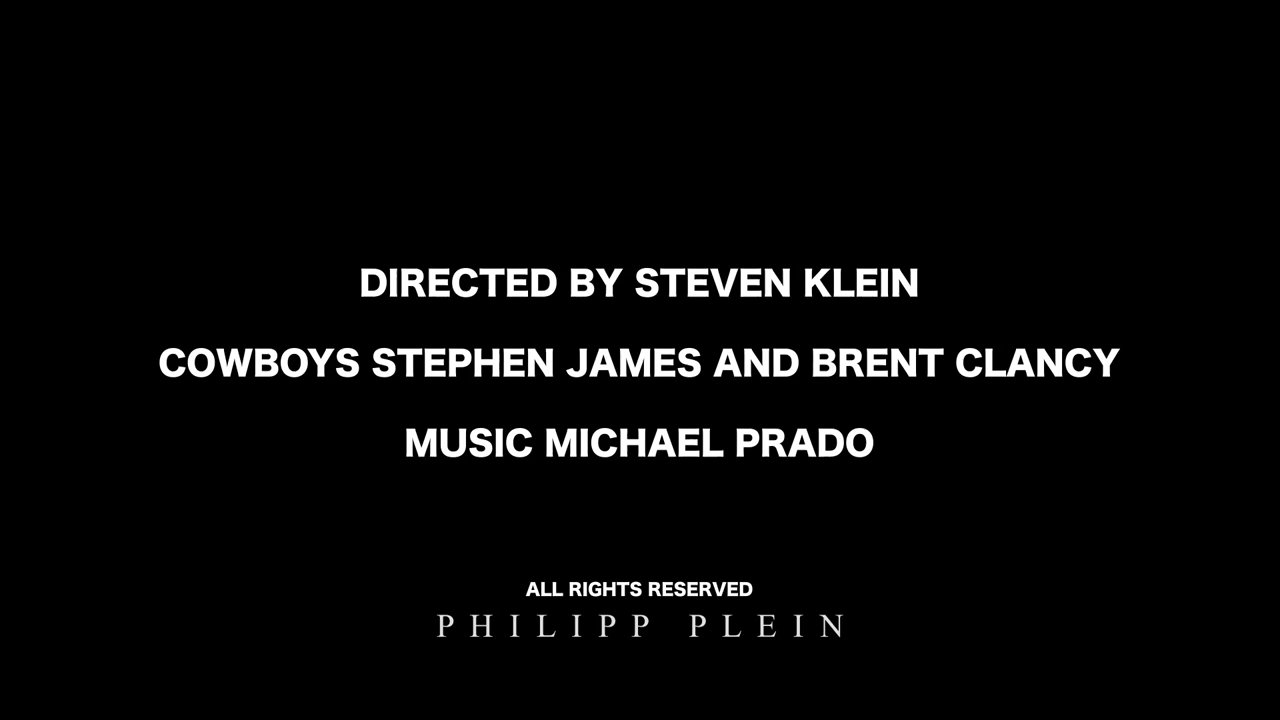 DIRECTED BY STEVEN KLEIN
COWBOYS STEPHEN JAMES AND BRENT CLANCY
MUSIC MICHAEL PRADO
ALL RIGHTS RESERVED
PHILIPP PLEIN